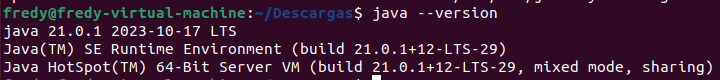 fredy@fredy-virtual-machine:~/Descargas$ java --version
java 21.0.1 2023-10-17 LTS
Java(TM) SE Runtime Environment (build 21.0.1+12-LTS-29)
Java HotSpot(TM) 64-Bit Server VM (build 21.0.1+12-LTS-29, mixed mode, sharing)